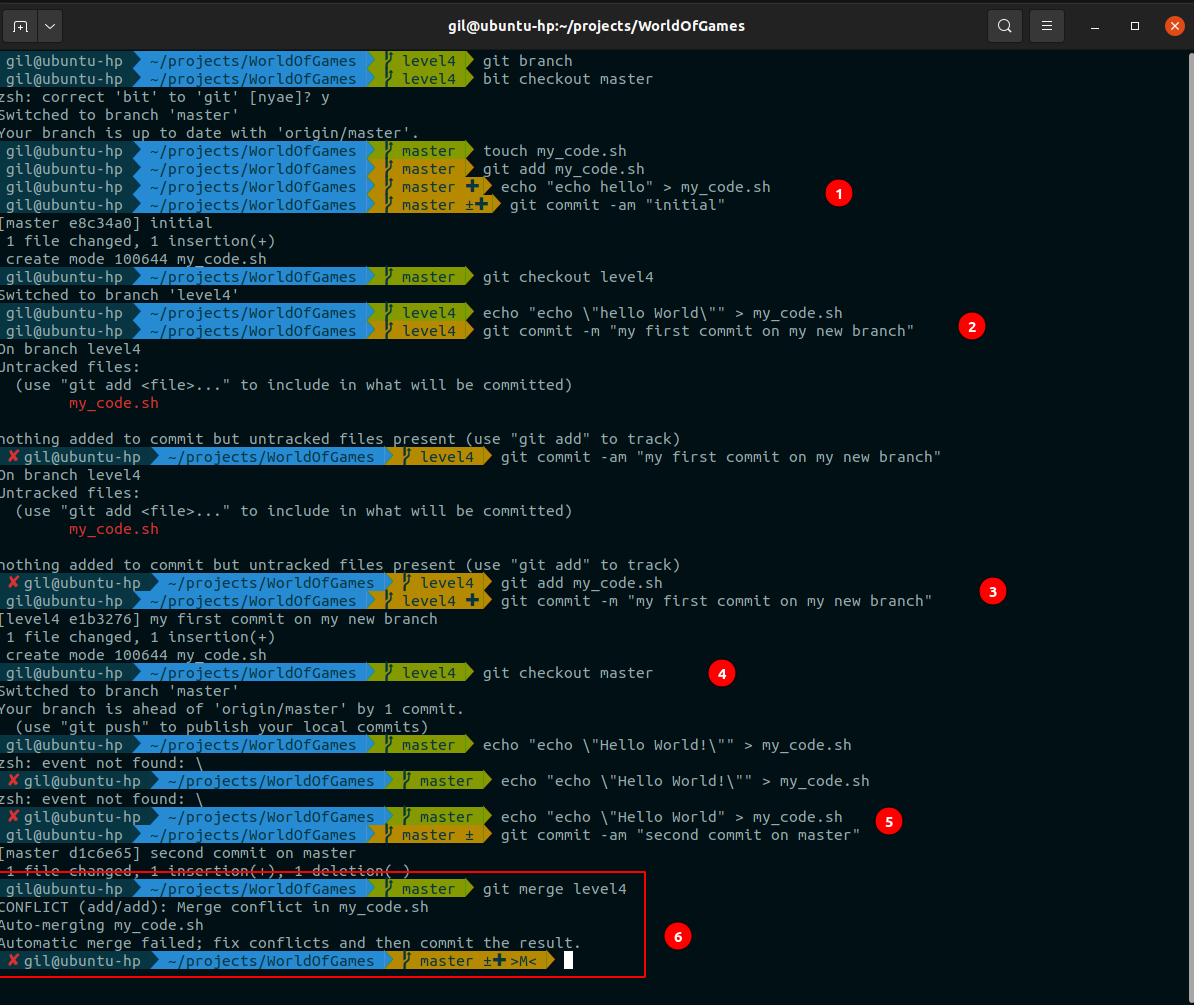 gil@ubuntu-hp:~/projects/WorldOfGames
gil@ubuntu-hp ~/projects/WorldOfGames level4 git branch
gil@ubuntu-hp ~/projects/WorldOfGames level4 bit checkout master
zsh: correct 'bit' to 'git' [nyae]? y
Switched to branch 'master'
Your branch is up to date with 'origin/master'.
gil@ubuntu-hp ~/projects/WorldOfGames master touch my_code.sh
gil@ubuntu-hp ~/projects/WorldOfGames master git add my_code.sh
gil@ubuntu-hp ~/projects/WorldOfGames master ✚ echo "echo hello" > my_code.sh 1
gil@ubuntu-hp ~/projects/WorldOfGames master ±✚ git commit -am "initial"
[master e8c34a0] initial
1 file changed, 1 insertion(+)
create mode 100644 my_code.sh
gil@ubuntu-hp ~/projects/WorldOfGames master git checkout level4
Switched to branch 'level4'
gil@ubuntu-hp ~/projects/WorldOfGames level4 echo "echo \"hello World\"" > my_code.sh
gil@ubuntu-hp ~/projects/WorldOfGames level4 git commit -m "my first commit on my new branch" 2
On branch level4
Untracked files:
(use "git add <file>..." to include in what will be committed)
my_code.sh
nothing added to commit but untracked files present (use "git add" to track)
✘ gil@ubuntu-hp ~/projects/WorldOfGames level4 git commit -am "my first commit on my new branch"
On branch level4
Untracked files:
(use "git add <file>..." to include in what will be committed)
my_code.sh
nothing added to commit but untracked files present (use "git add" to track)
✘ gil@ubuntu-hp ~/projects/WorldOfGames level4 git add my_code.sh 3
gil@ubuntu-hp ~/projects/WorldOfGames level4 ✚ git commit -m "my first commit on my new branch"
[level4 e1b3276] my first commit on my new branch
1 file changed, 1 insertion(+)
create mode 100644 my_code.sh
gil@ubuntu-hp ~/projects/WorldOfGames level4 git checkout master 4
Switched to branch 'master'
Your branch is ahead of 'origin/master' by 1 commit.
(use "git push" to publish your local commits)
gil@ubuntu-hp ~/projects/WorldOfGames master echo "echo \"Hello World!\"" > my_code.sh
zsh: event not found: \
✘ gil@ubuntu-hp ~/projects/WorldOfGames master echo "echo \"Hello World!\"" > my_code.sh
zsh: event not found: \
✘ gil@ubuntu-hp ~/projects/WorldOfGames master echo "echo \"Hello World" > my_code.sh 5
gil@ubuntu-hp ~/projects/WorldOfGames master ± git commit -am "second commit on master"
[master d1c6e65] second commit on master
1 file changed, 1 insertion(+), 1 deletion(-)
gil@ubuntu-hp ~/projects/WorldOfGames master git merge level4
CONFLICT (add/add): Merge conflict in my_code.sh
Auto-merging my_code.sh
Automatic merge failed; fix conflicts and then commit the result. 6
✘ gil@ubuntu-hp ~/projects/WorldOfGames master ±✚ >M<